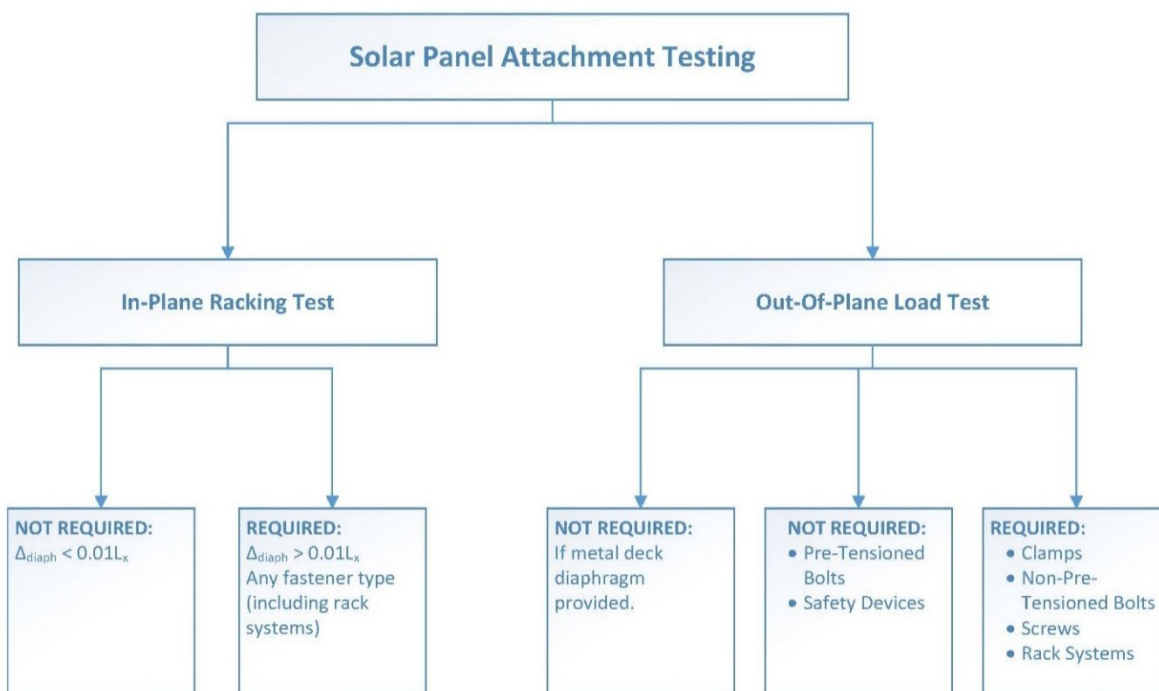 Solar Panel Attachment Testing
In-Plane Racking Test
Out-Of-Plane Load Test
NOT REQUIRED:
Δdiaph < 0.01Lx
REQUIRED:
Δdiaph > 0.01Lx
Any fastener type
(including rack
systems)
NOT REQUIRED:
If metal deck
diaphragm
provided.
NOT REQUIRED:
• Pre-Tensioned
Bolts
• Safety Devices
REQUIRED:
• Clamps
• Non-Pre-
Tensioned Bolts
• Screws
• Rack Systems